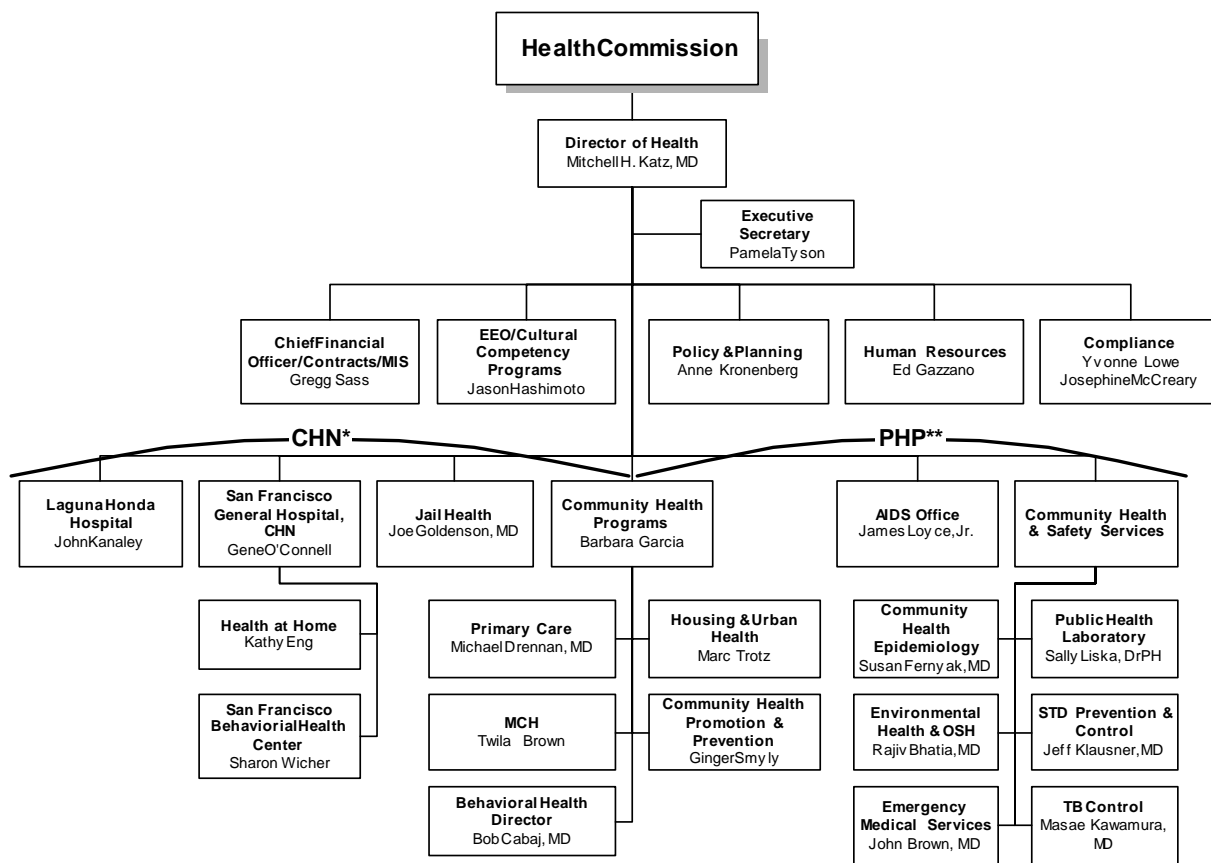 HealthCommission
Director of Health
Mitchell H. Katz, MD
Executive
Secretary
PamelaTyson
ChiefFinancial
Officer/Contracts/MIS
Gregg Sass
EEO/Cultural
Competency
Programs
JasonHashimoto
Policy &Planning
Anne Kronenberg
Human Resources
Ed Gazzano
Compliance
Yvonne Lowe
JosephineMcCreary
CHN*
PHP**
LagunaHonda
Hospital
JohnKanaley
San Francisco
General Hospital,
CHN
GeneO'Connell
Jail Health
JoeGoldenson, MD
Community Health
Programs
Barbara Garcia
AIDS Office
James Loyce, Jr.
Community Health
& Safety Services
Health at Home
Kathy Eng
San Francisco
BehaviorialHealth
Center
Sharon Wicher
Primary Care
Michael Drennan, MD
Housing &Urban
Health
Marc Trotz
MCH
Twila Brown
Community Health
Promotion &
Prevention
GingerSmyly
Behavioral Health
Director
Bob Cabaj, MD
Community
Health
Epidemiology
Susan Fernyak, MD
Public Health
Laboratory
Sally Liska, DrPH
Environmental
Health & OSH
Rajiv Bhatia, MD
STD Prevention &
Control
Jeff Klausner, MD
Emergency
Medical Services
John Brown, MD
TB Control
Masae Kawamura,
MD